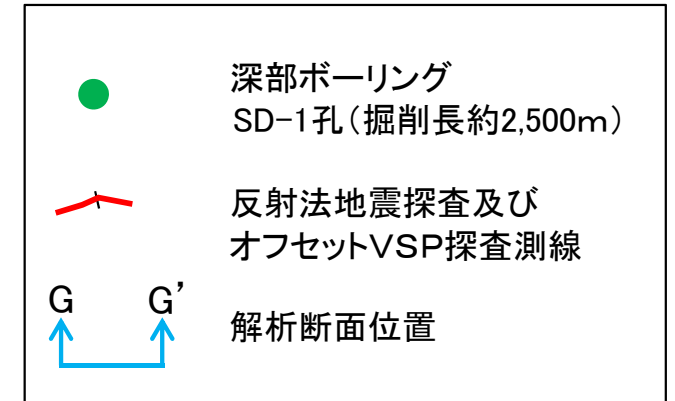 深部ボーリング
SD-1孔（掘削長約2,500m）
反射法地震探査及び
オフセットVSP探査測線
G G’
解析断面位置